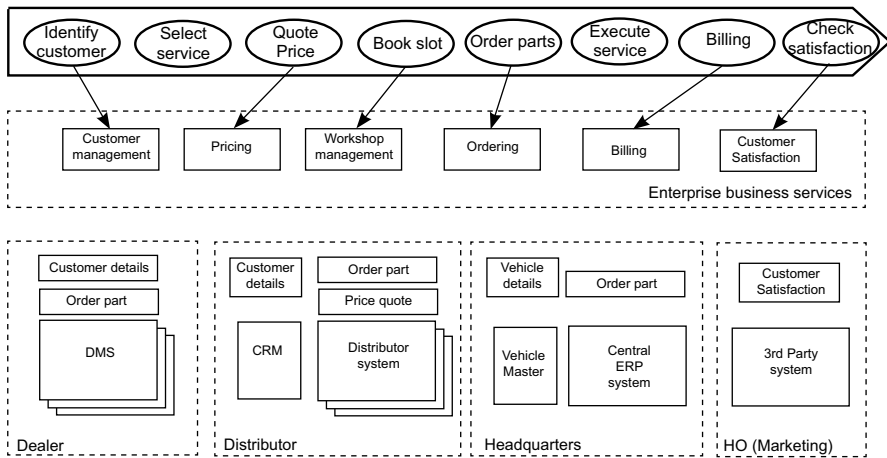 Identify
customer
Select
service
Quote
Price
Book slot
Order parts
Execute
service
Billing
Check
satisfaction
Customer
management
Pricing
Workshop
management
Ordering
Billing
Customer
Satisfaction
Enterprise business services
Customer details
Order part
DMS
Dealer
Customer
details
Order part
Price quote
CRM
Distributor
system
Distributor
Vehicle
details
Order part
Vehicle
Master
Central
ERP
system
Headquarters
Customer
Satisfaction
3rd Party
system
HO (Marketing)